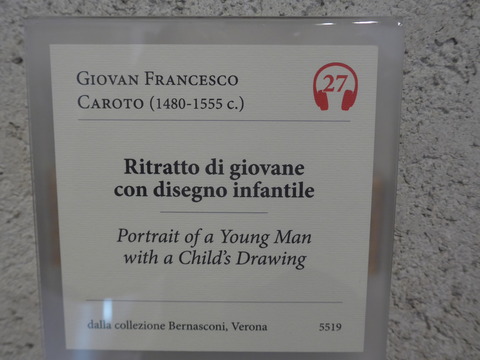 GIOVAN FRANCESCO
CAROTO (1480-1555 c.)
27
Ritratto di giovane
con disegno infantile
Portrait of a Young Man
with a Child's Drawing
dalla collezione Bernasconi, Verona 5519